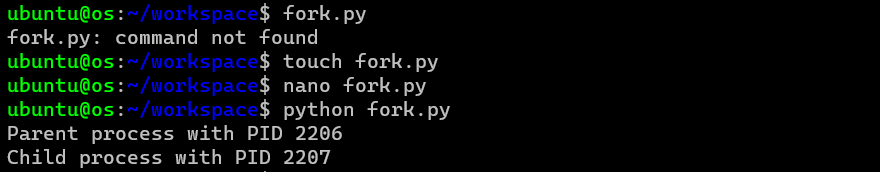 ubuntu@os:~/workspace$ fork.py
fork.py: command not found
ubuntu@os:~/workspace$ touch fork.py
ubuntu@os:~/workspace$ nano fork.py
ubuntu@os:~/workspace$ python fork.py
Parent process with PID 2206
Child process with PID 2207